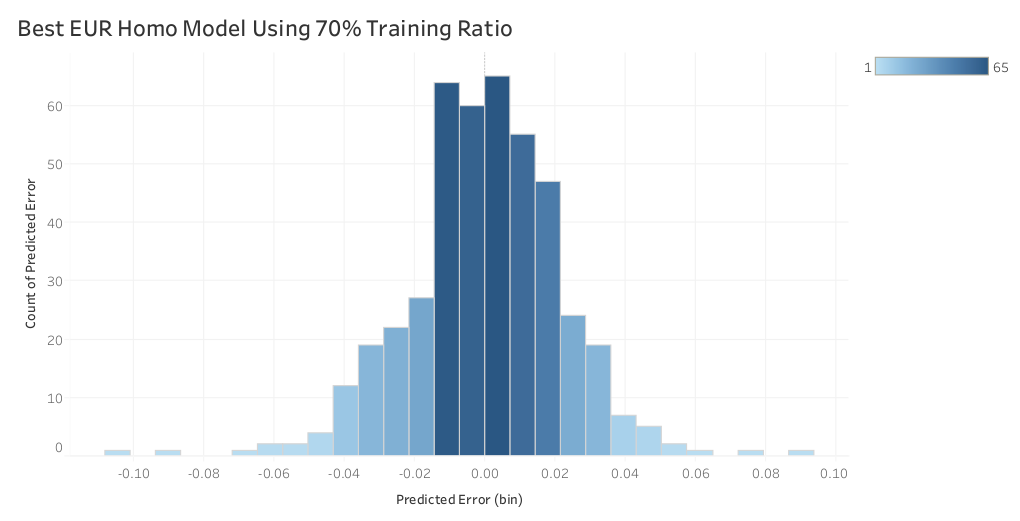 Best EUR Homo Model Using 70% Training Ratio
1 65
Count of Predicted Error
60
50
40
30
20
10
0
-0.10 -0.08 -0.06 -0.04 -0.02 0.00 0.02 0.04 0.06 0.08 0.10
Predicted Error (bin)